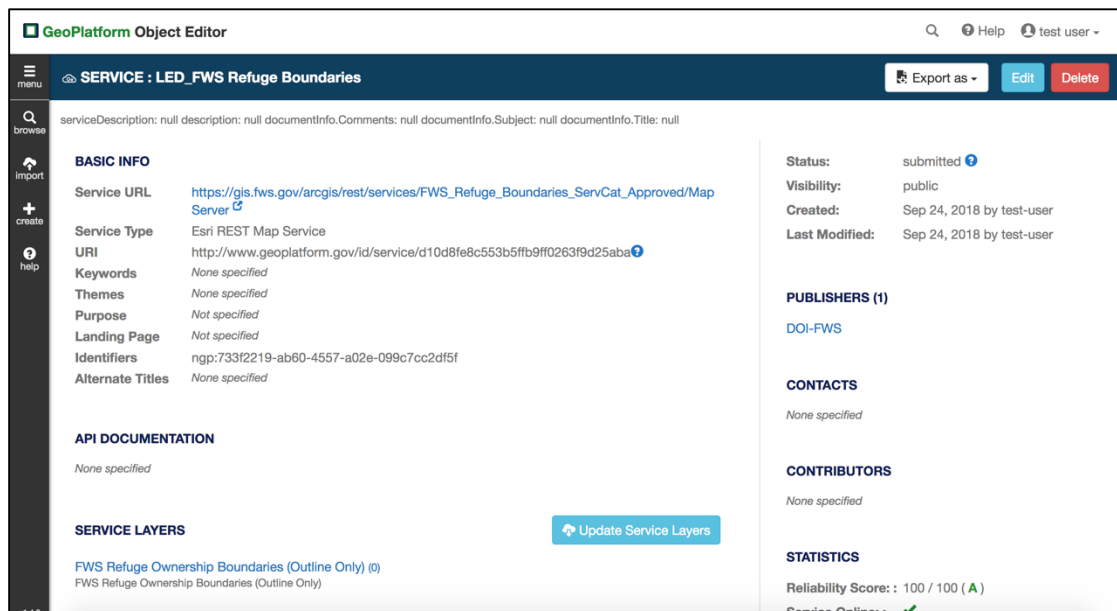 GeoPlatform Object Editor
Help
test user
menu
SERVICE : LED_FWS Refuge Boundaries
Export as
Edit
Delete
browse
import
create
help
serviceDescription: null description: null documentInfo.Comments: null documentInfo.Subject: null documentInfo.Title: null
BASIC INFO
Service URL https://gis.fws.gov/arcgis/rest/services/FWS_Refuge_Boundaries_ServCat_Approved/Map
Server
Service Type Esri REST Map Service
URI http://www.geoplatform.gov/id/service/d10d8fe8c553b5ffb9ff0263f9d25aba
Keywords None specified
Themes None specified
Purpose Not specified
Landing Page Not specified
Identifiers ngp:733f2219-ab60-4557-a02e-099c7cc2df5f
Alternate Titles None specified
API DOCUMENTATION
None specified
SERVICE LAYERS
Update Service Layers
FWS Refuge Ownership Boundaries (Outline Only) (0)
FWS Refuge Ownership Boundaries (Outline Only)
Status: submitted
Visibility: public
Created: Sep 24, 2018 by test-user
Last Modified: Sep 24, 2018 by test-user
PUBLISHERS (1)
DOI-FWS
CONTACTS
None specified
CONTRIBUTORS
None specified
STATISTICS
Reliability Score: : 100 / 100 ( A )
Service Online: :